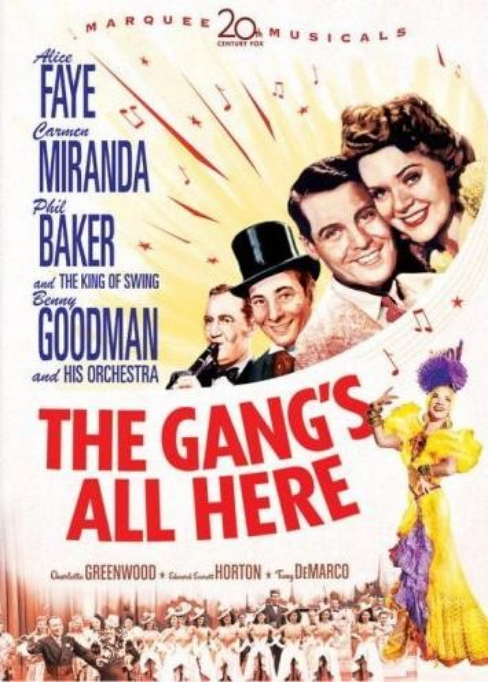 MARQUEE 20th MUSICALS
CENTURY FOX
Alice
FAYE
Carmen
MIRANDA
Phil
BAKER
and THE KING OF SWING
Benny
GOODMAN
and HIS ORCHESTRA
THE GANG'S
ALL HERE
Charlotte GREENWOOD ★ Edward Everett HORTON ★ Tony DeMARCO